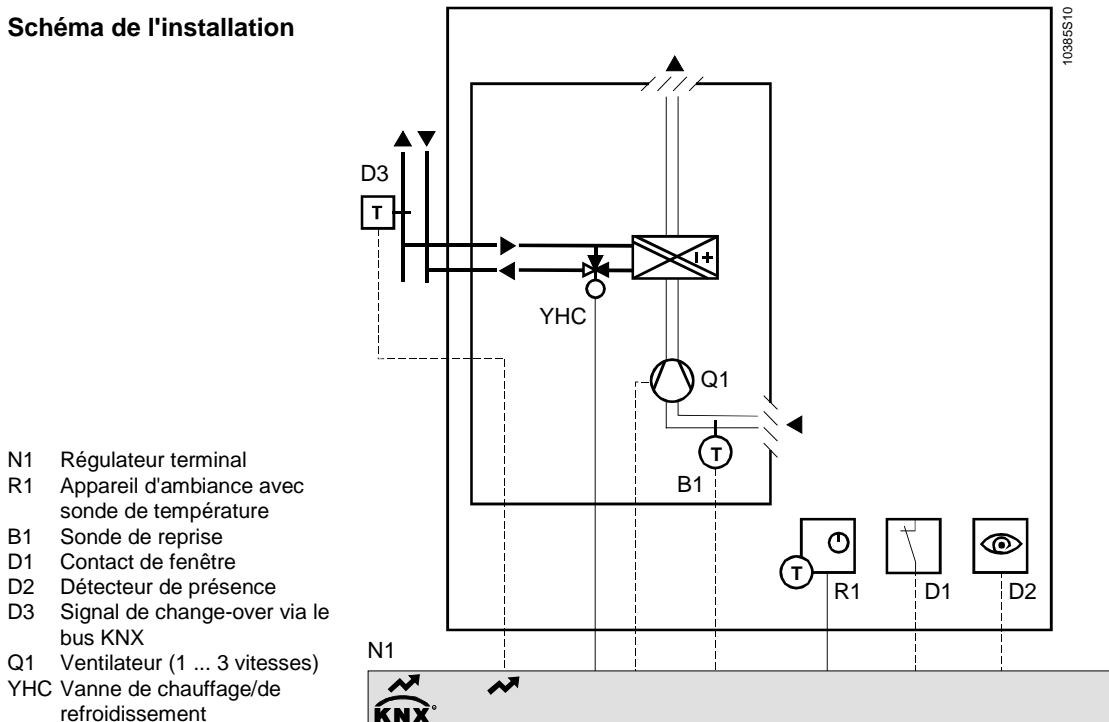 Schéma de l'installation
10385S10
D3
T
YHC
Q1
T
B1
T
R1
D1
D2
N1 Régulateur terminal
R1 Appareil d'ambiance avec
sonde de température
B1 Sonde de reprise
D1 Contact de fenêtre
D2 Détecteur de présence
D3 Signal de change-over via le
bus KNX
Q1 Ventilateur (1 ... 3 vitesses)
YHC Vanne de chauffage/de
refroidissement
N1
KNX